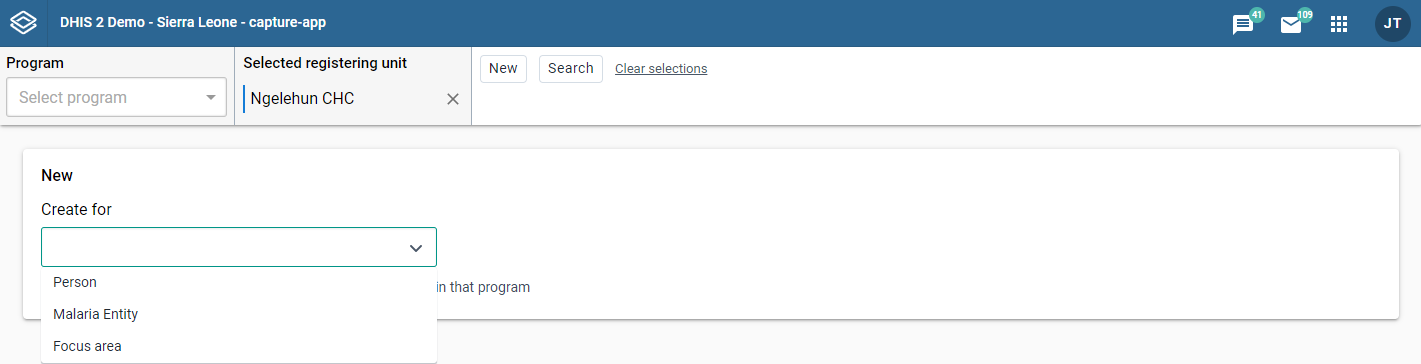 DHIS 2 Demo - Sierra Leone - capture-app
41
109
JT
Program
Selected registering unit
New
Search
Clear selections
Select program
Ngelehun CHC
New
Create for
Person
in that program
Malaria Entity
Focus area